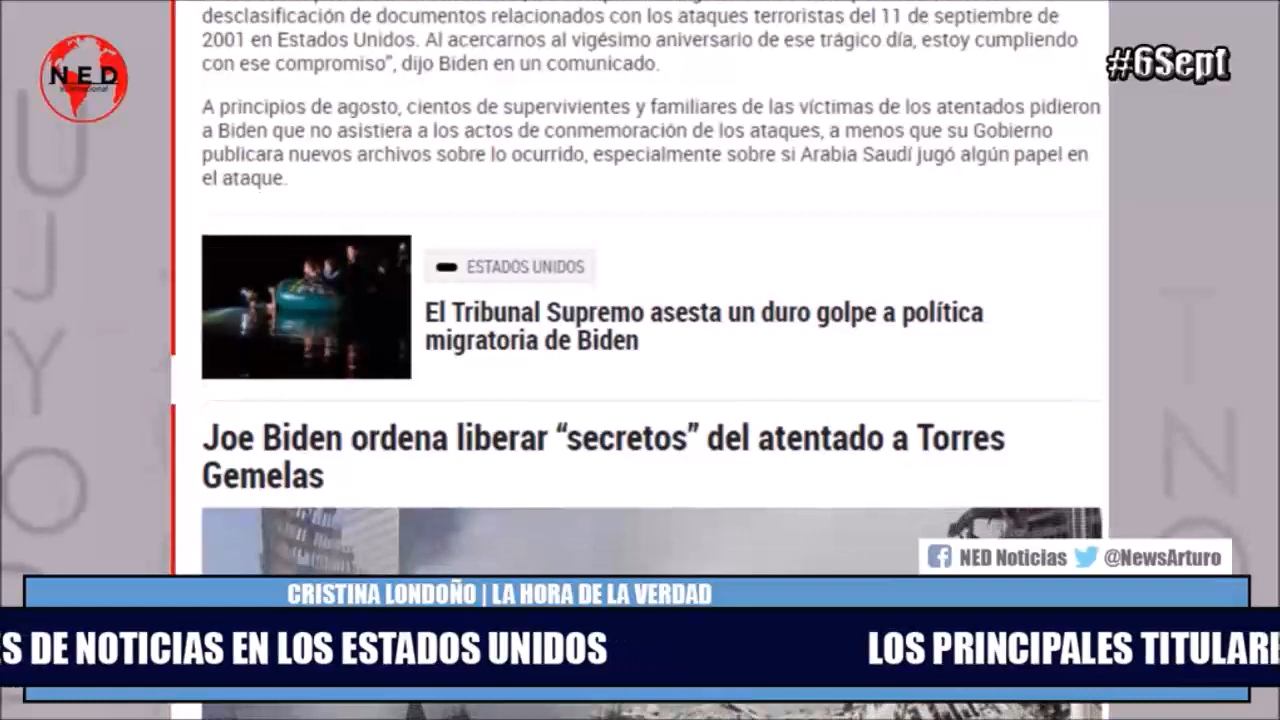 desclasificación de documentos relacionados con los ataques terroristas del 11 de septiembre de
2001 en Estados Unidos. Al acercarnos al vigésimo aniversario de ese trágico día, estoy cumpliendo
con ese compromiso”, dijo Biden en un comunicado.
A principios de agosto, cientos de supervivientes y familiares de las víctimas de los atentados pidieron
a Biden que no asistiera a los actos de conmemoración de los ataques, a menos que su Gobierno
publicara nuevos archivos sobre lo ocurrido, especialmente sobre si Arabia Saudí jugó algún papel en
el ataque.
N.E.D
#6Sept
ESTADOS UNIDOS
El Tribunal Supremo asesta un duro golpe a política
migratoria de Biden
Joe Biden ordena liberar “secretos” del atentado a Torres
Gemelas
NED Noticias @NewsArturo
CRISTINA LONDOÑO | LA HORA DE LA VERDAD
ES DE NOTICIAS EN LOS ESTADOS UNIDOS
LOS PRINCIPALES TITULARE